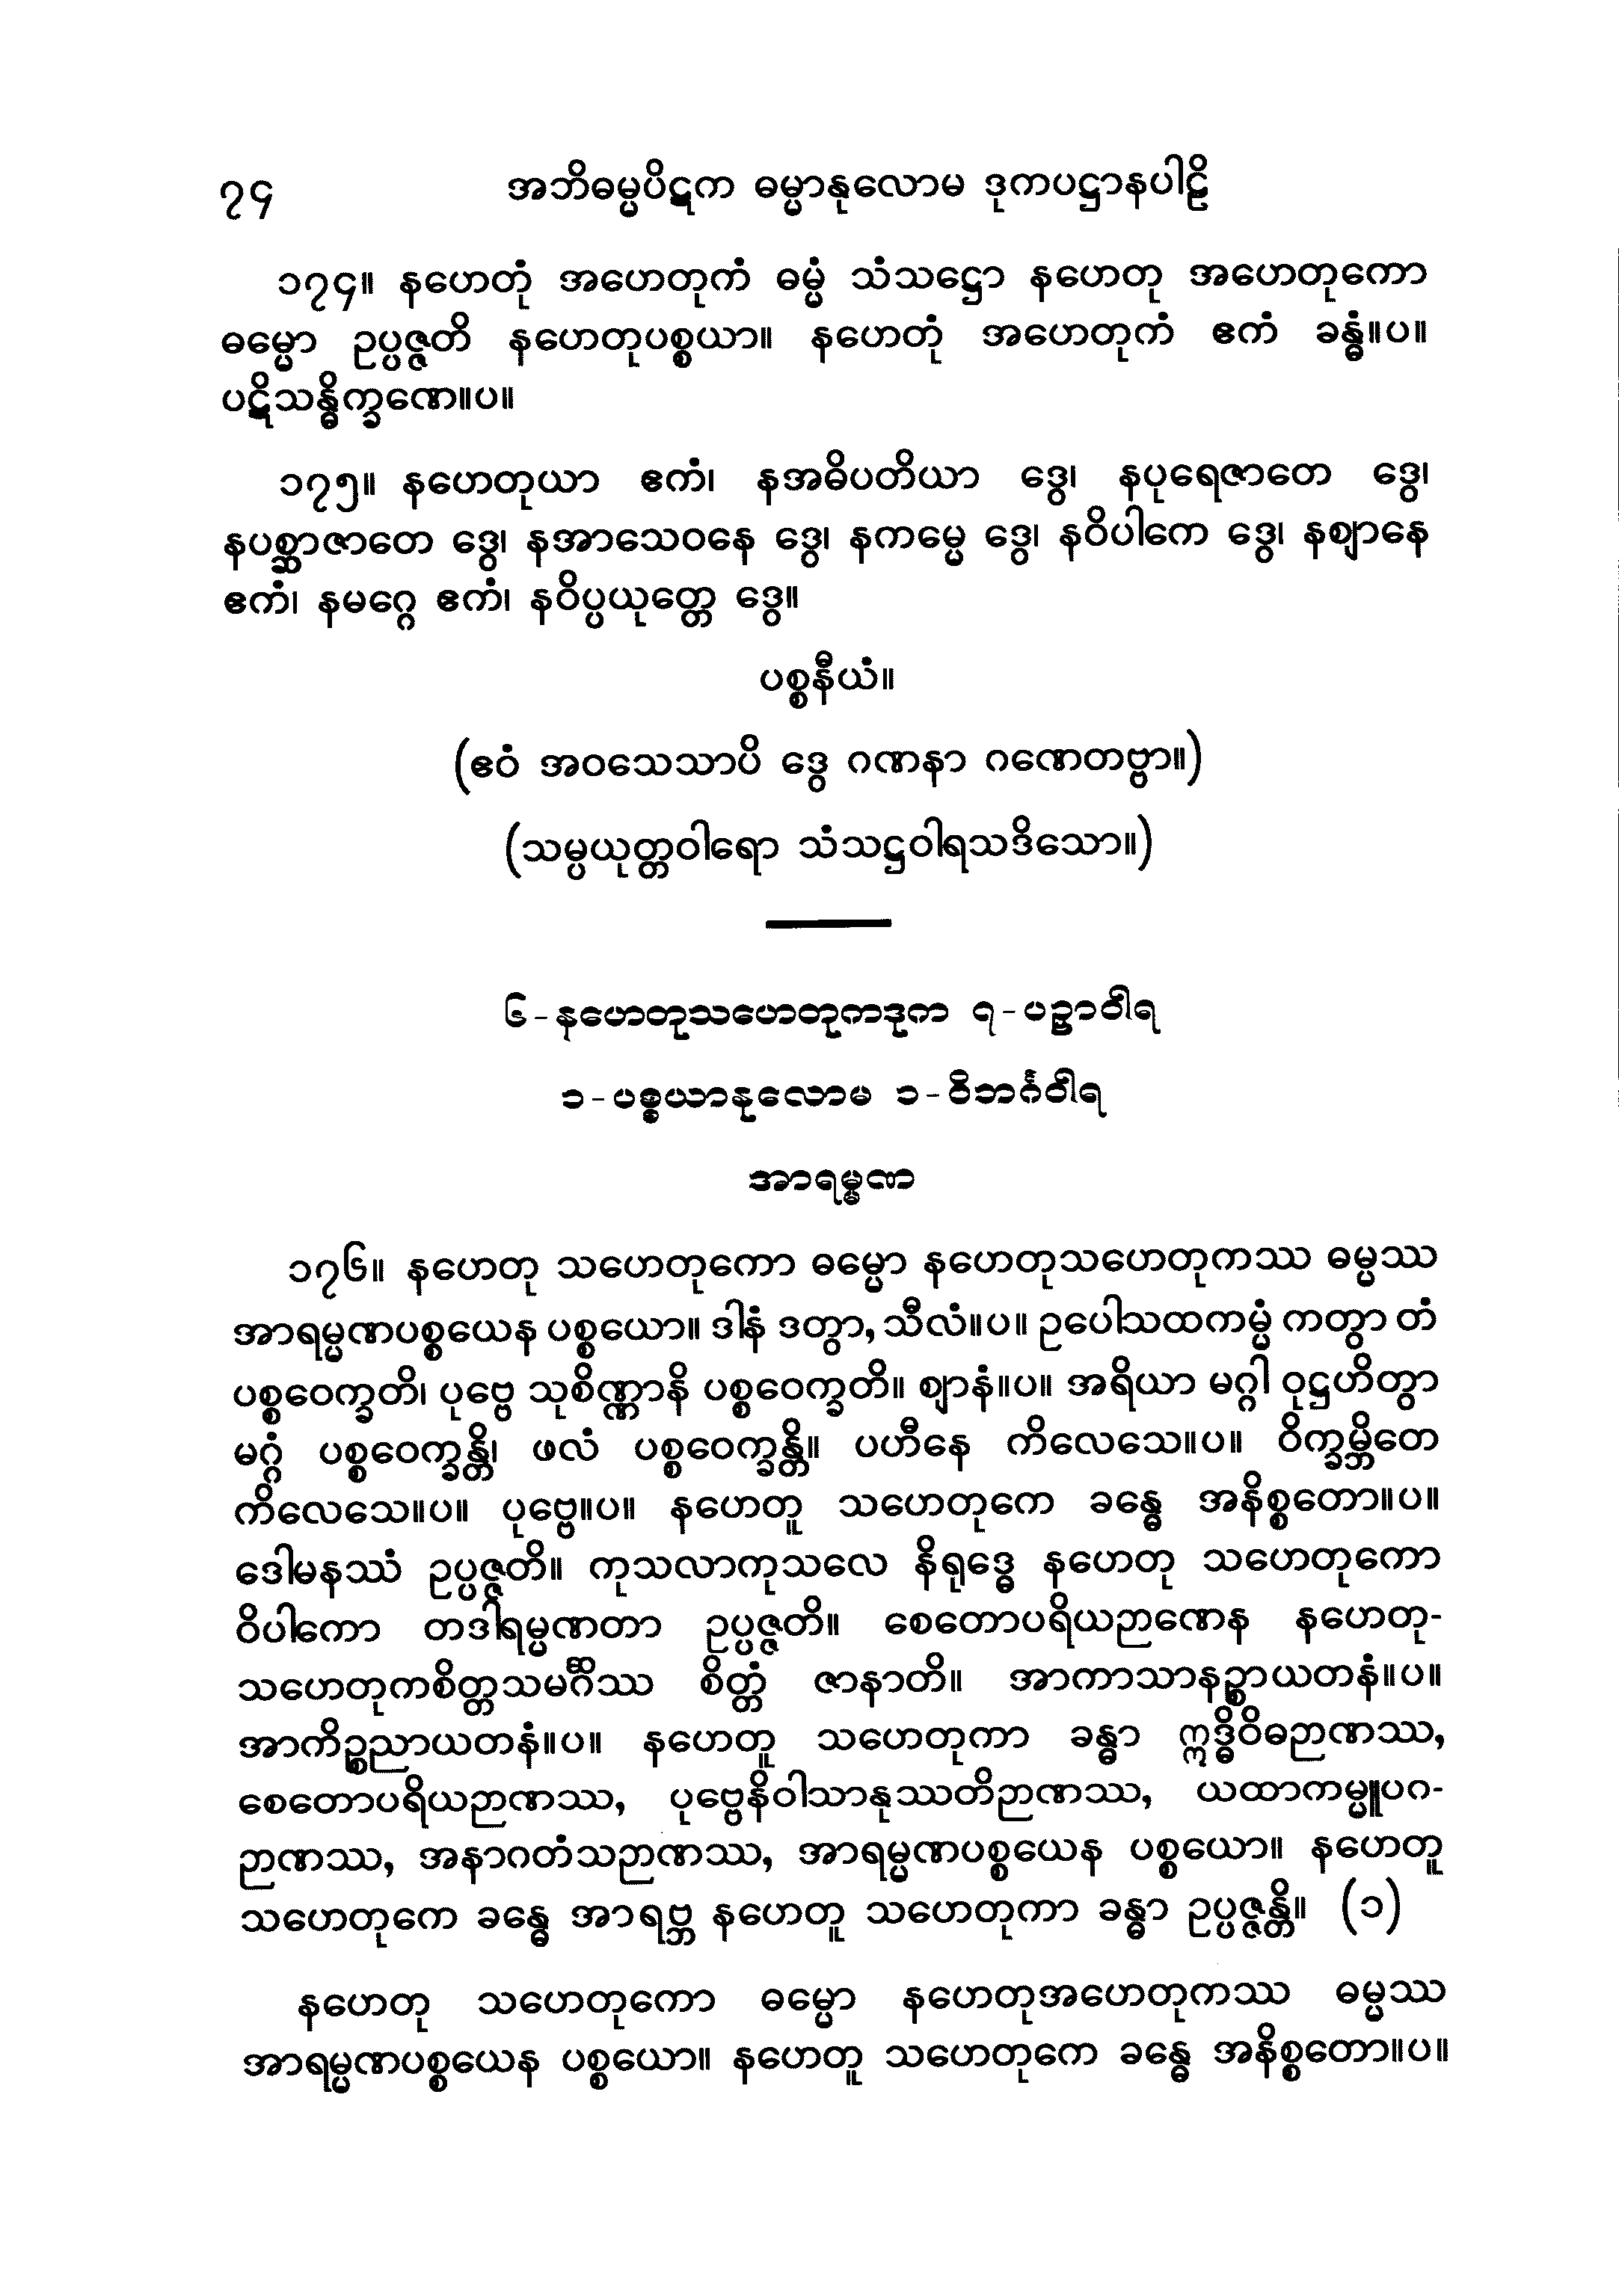 ၇၄ အဘိဓမ္မပိဋက ဓမ္မာနုလောမ ဒုကပဋ္ဌာနပါဠိ
၁၇၄။ နဟေတုံ အဟေတုကံ ဓမ္မံ သံသဋ္ဌော နဟေတု အဟေတုကော
ဓမ္မော ဥပ္ပဇ္ဇတိ နဟေတုပစ္စယာ။ နဟေတုံ အဟေတုကံ ဧကံ ခန္ဓံ။ပ။
ပဋိသန္ဓိက္ခဏေ။ပ။
၁၇၅။ နဟေတုယာ ဧကံ၊ နအဓိပတိယာ ဒွေ၊ နပုရေဇာတေ ဒွေ၊
နပစ္ဆာဇာတေ ဒွေ၊ နအာသေဝနေ ဒွေ၊ နကမ္မေ ဒွေ၊ နဝိပါကေ ဒွေ၊ နဈာနေ
ဧကံ၊ နမဂ္ဂေ ဧကံ၊ နဝိပ္ပယုတ္တေ ဒွေ။
ပစ္စနီယံ။
(ဧဝံ အဝသေသာပိ ဒွေ ဂဏနာ ဂဏေတဗ္ဗာ။)
(သမ္ပယုတ္တဝါရော သံသဋ္ဌဝါရသဒိသော။)
၆-နဟေတုသဟေတုကဒုက ၇-ပဉှာဝါရ
၁-ပစ္စယာနုလောမ ၁-ဝိဘင်္ဂဝါရ
အာရမ္မဏ
၁၇၆။ နဟေတု သဟေတုကော ဓမ္မော နဟေတုသဟေတုကဿ ဓမ္မဿ
အာရမ္မဏပစ္စယေန ပစ္စယော။ ဒါနံ ဒတွာ, သီလံ။ပ။ ဥပေါသထကမ္မံ ကတွာ တံ
ပစ္စဝေက္ခတိ၊ ပုဗ္ဗေ သုစိဏ္ဏာနိ ပစ္စဝေက္ခတိ။ ဈာနံ။ပ။ အရိယာ မဂ္ဂါ ဝုဋ္ဌဟိတွာ
မဂ္ဂံ ပစ္စဝေက္ခန္တိ၊ ဖလံ ပစ္စဝေက္ခန္တိ။ ပဟီနေ ကိလေသေ။ပ။ ဝိက္ခမ္ဘိတေ
ကိလေသေ။ပ။ ပုဗ္ဗေ။ပ။ နဟေတူ သဟေတုကေ ခန္ဓေ အနိစ္စတော။ပ။
ဒေါမနဿံ ဥပ္ပဇ္ဇတိ။ ကုသလာကုသလေ နိရုဒ္ဓေ နဟေတု သဟေတုကော
ဝိပါကော တဒါရမ္မဏတာ ဥပ္ပဇ္ဇတိ။ စေတောပရိယဉာဏေန နဟေတု-
သဟေတုကစိတ္တသမင်္ဂိဿ စိတ္တံ ဇာနာတိ။ အာကာသာနဉ္စာယတနံ။ပ။
အာကိဉ္စညာယတနံ။ပ။ နဟေတူ သဟေတုကာ ခန္ဓာ ဣဒ္ဓိဝိဓဉာဏဿ,
စေတောပရိယဉာဏဿ, ပုဗ္ဗေနိဝါသာနုဿတိဉာဏဿ, ယထာကမ္မူပဂ-
ဉာဏဿ, အနာဂတံသဉာဏဿ, အာရမ္မဏပစ္စယေန ပစ္စယော။ နဟေတူ
သဟေတုကေ ခန္ဓေ အာရဗ္ဘ နဟေတူ သဟေတုကာ ခန္ဓာ ဥပ္ပဇ္ဇန္တိ။ (၁)
နဟေတု သဟေတုကော ဓမ္မော နဟေတုအဟေတုကဿ ဓမ္မဿ
အာရမ္မဏပစ္စယေန ပစ္စယော။ နဟေတူ သဟေတုကေ ခန္ဓေ အနိစ္စတော။ပ။